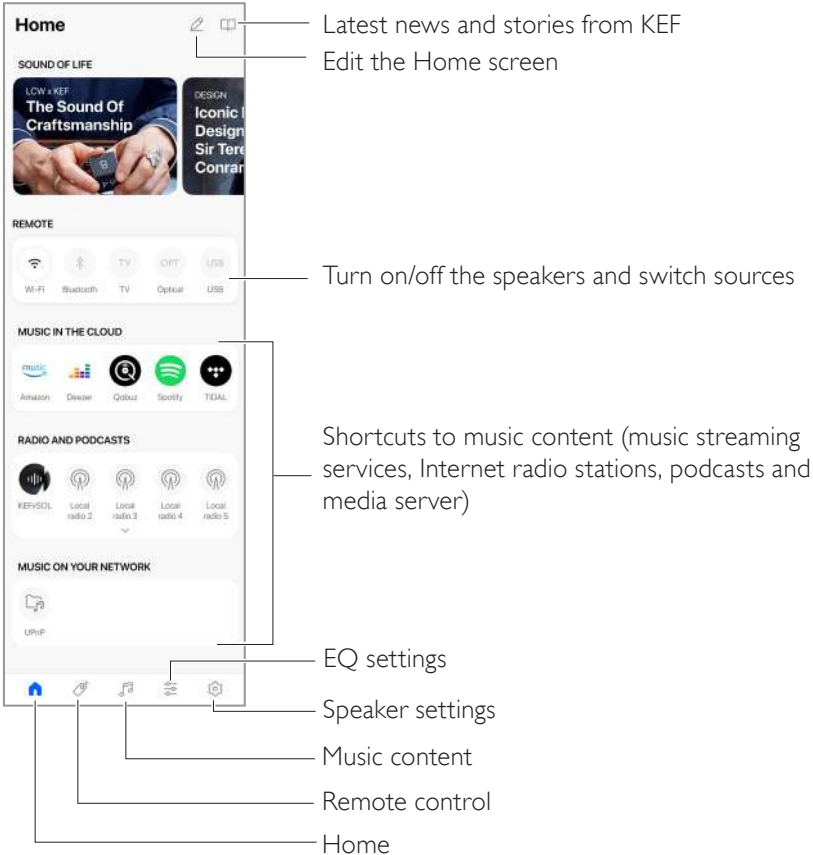 Home
Latest news and stories from KEF
Edit the Home screen
SOUND OF LIFE
LCW x KEF
The Sound Of
Craftsmanship
DESIGN
Iconic
Design
Sir Tere
Conran
REMOTE
TV OPT USB
Wi-Fi Bluetooth TV Optical USB
Turn on/off the speakers and switch sources
MUSIC IN THE CLOUD
music
Amazon Deezer Qobuz Spotify TIDAL
RADIO AND PODCASTS
KEFxSOL Local radio 2 Local radio 3 Local radio 4 Local radio 5
Shortcuts to music content (music streaming
services, Internet radio stations, podcasts and
media server)
MUSIC ON YOUR NETWORK
UPnP
EQ settings
Speaker settings
Music content
Remote control
Home